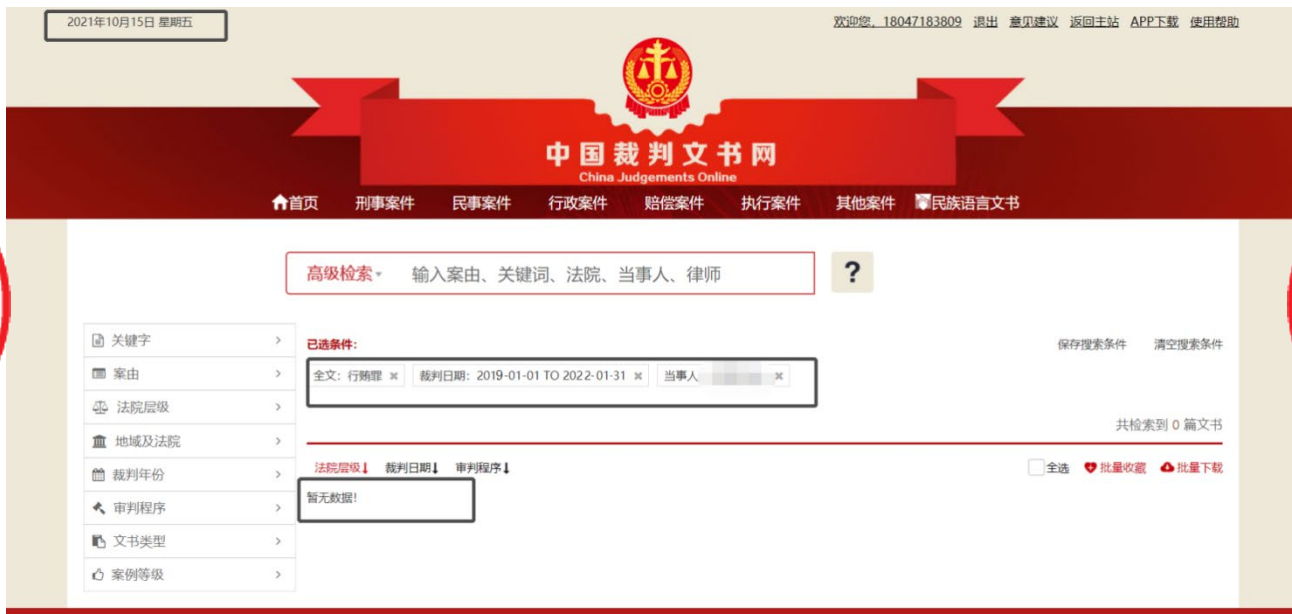 2021年10月15日 星期五
欢迎您，18047183809 退出 意见建议 返回主站 APP下载 使用帮助
中国裁判文书网
China Judgements Online
首页 刑事案件 民事案件 行政案件 赔偿案件 执行案件 其他案件 民族语言文书
高级检索 输入案由、关键词、法院、当事人、律师 ?
关键字
案由
法院层级
地域及法院
裁判年份
审判程序
文书类型
案例等级
已选条件: 保存搜索条件 清空搜索条件
全文：行贿罪 × 裁判日期：2019-01-01 TO 2022-01-31 × 当事人 ×
共检索到 0 篇文书
法院层级 裁判日期 审判程序 全选 批量收藏 批量下载
暂无数据!